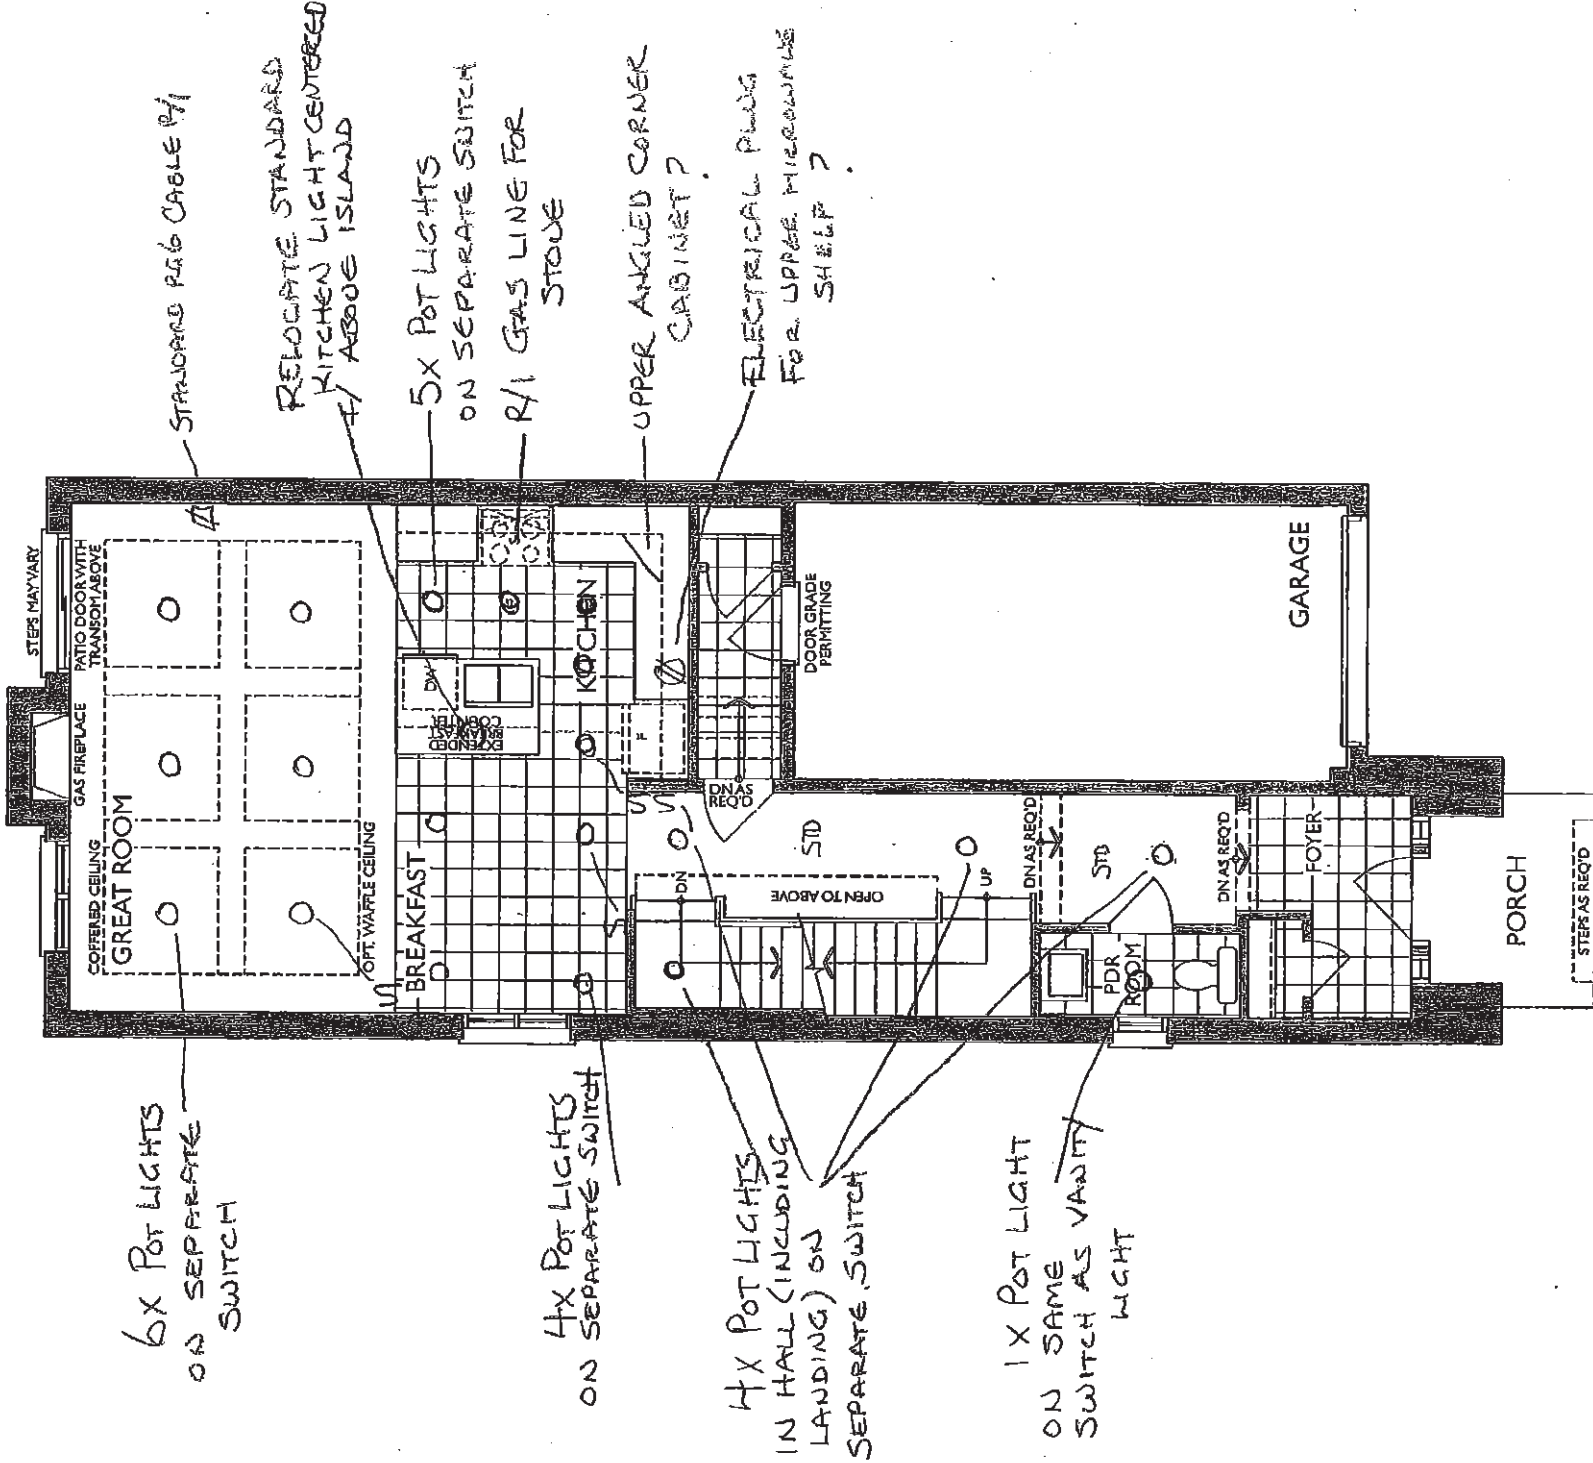 STANDARD RG6 CABLE R/I
RELOCATE STANDARD
KITCHEN LIGHT CENTERED
F/ ABOVE ISLAND
5X POT LIGHTS
ON SEPARATE SWITCH
R/I GAS LINE FOR
STOVE
UPPER ANGLED CORNER
CABINET?
ELECTRICAL PLUG
FOR UPPER MICROWAVE
SHELF?
STEPS MAY VARY
PATIO DOOR WITH
TRANSOM ABOVE
GAS FIREPLACE
COFFERED CEILING
GREAT ROOM
OPT. WAFFLE CEILING
BREAKFAST
S
DW
EXTENDED
BREAKFAST
COUNTER
KITCHEN
S
S S
S
DN AS
REQ'D
DOOR GRADE
PERMITTING
GARAGE
DN
STD
OPEN TO ABOVE
UP
DN AS REQ'D
STD
DN AS REQ'D
PDR
ROOM
FOYER
PORCH
STEPS AS REQ'D
6X POT LIGHTS
ON SEPARATE
SWITCH
4X POT LIGHTS
ON SEPARATE SWITCH
4X POT LIGHTS
IN HALL (INCLUDING
LANDING) ON
SEPARATE SWITCH
1X POT LIGHT
ON SAME
SWITCH AS VANITY
LIGHT